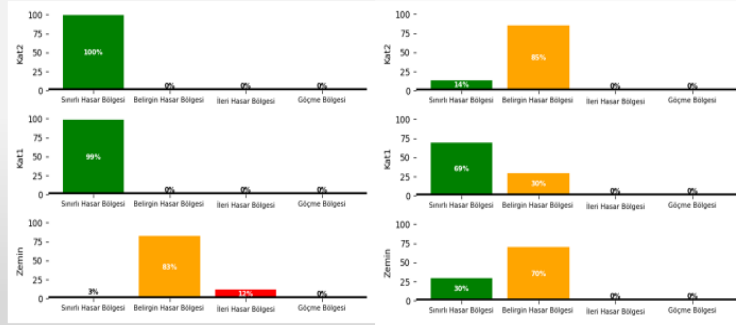 100
75
50
25
0
Kat2
100%
0%
0%
0%
Sınırlı Hasar Bölgesi
Belirgin Hasar Bölgesi
İleri Hasar Bölgesi
Göçme Bölgesi
100
75
50
25
0
Kat1
99%
0%
0%
0%
Sınırlı Hasar Bölgesi
Belirgin Hasar Bölgesi
İleri Hasar Bölgesi
Göçme Bölgesi
100
75
50
25
0
Zemin
3%
83%
12%
0%
Sınırlı Hasar Bölgesi
Belirgin Hasar Bölgesi
İleri Hasar Bölgesi
Göçme Bölgesi
100
75
50
25
0
Kat2
14%
85%
0%
0%
Sınırlı Hasar Bölgesi
Belirgin Hasar Bölgesi
İleri Hasar Bölgesi
Göçme Bölgesi
100
75
50
25
0
Kat1
69%
30%
0%
0%
Sınırlı Hasar Bölgesi
Belirgin Hasar Bölgesi
İleri Hasar Bölgesi
Göçme Bölgesi
100
75
50
25
0
Zemin
30%
70%
0%
0%
Sınırlı Hasar Bölgesi
Belirgin Hasar Bölgesi
İleri Hasar Bölgesi
Göçme Bölgesi